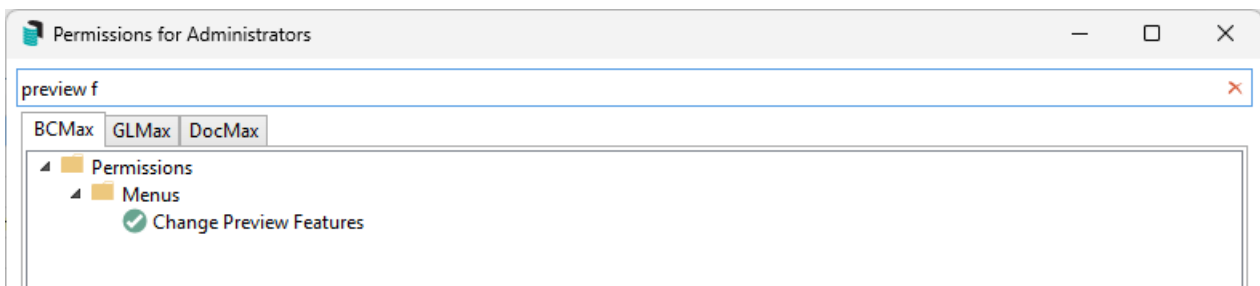 Permissions for Administrators
preview f
BCMax GLMax DocMax
Permissions
Menus
Change Preview Features